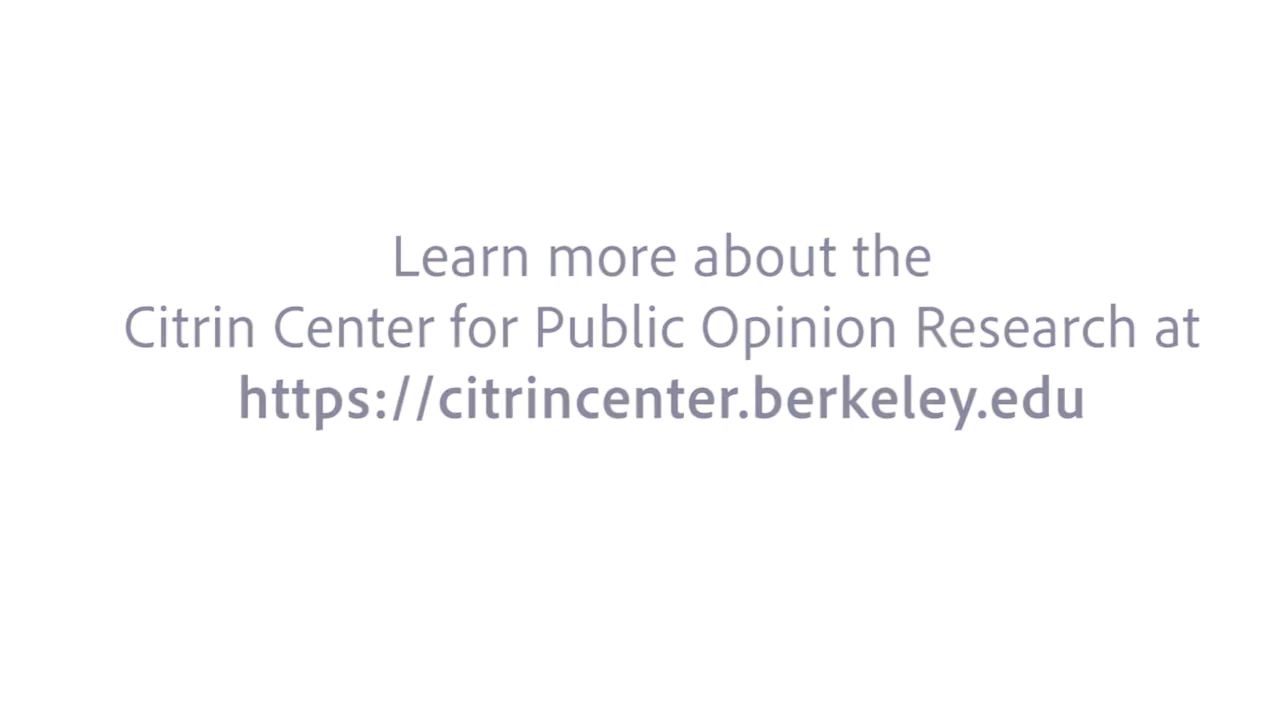 Learn more about the
Citrin Center for Public Opinion Research at
https://citrincenter.berkeley.edu